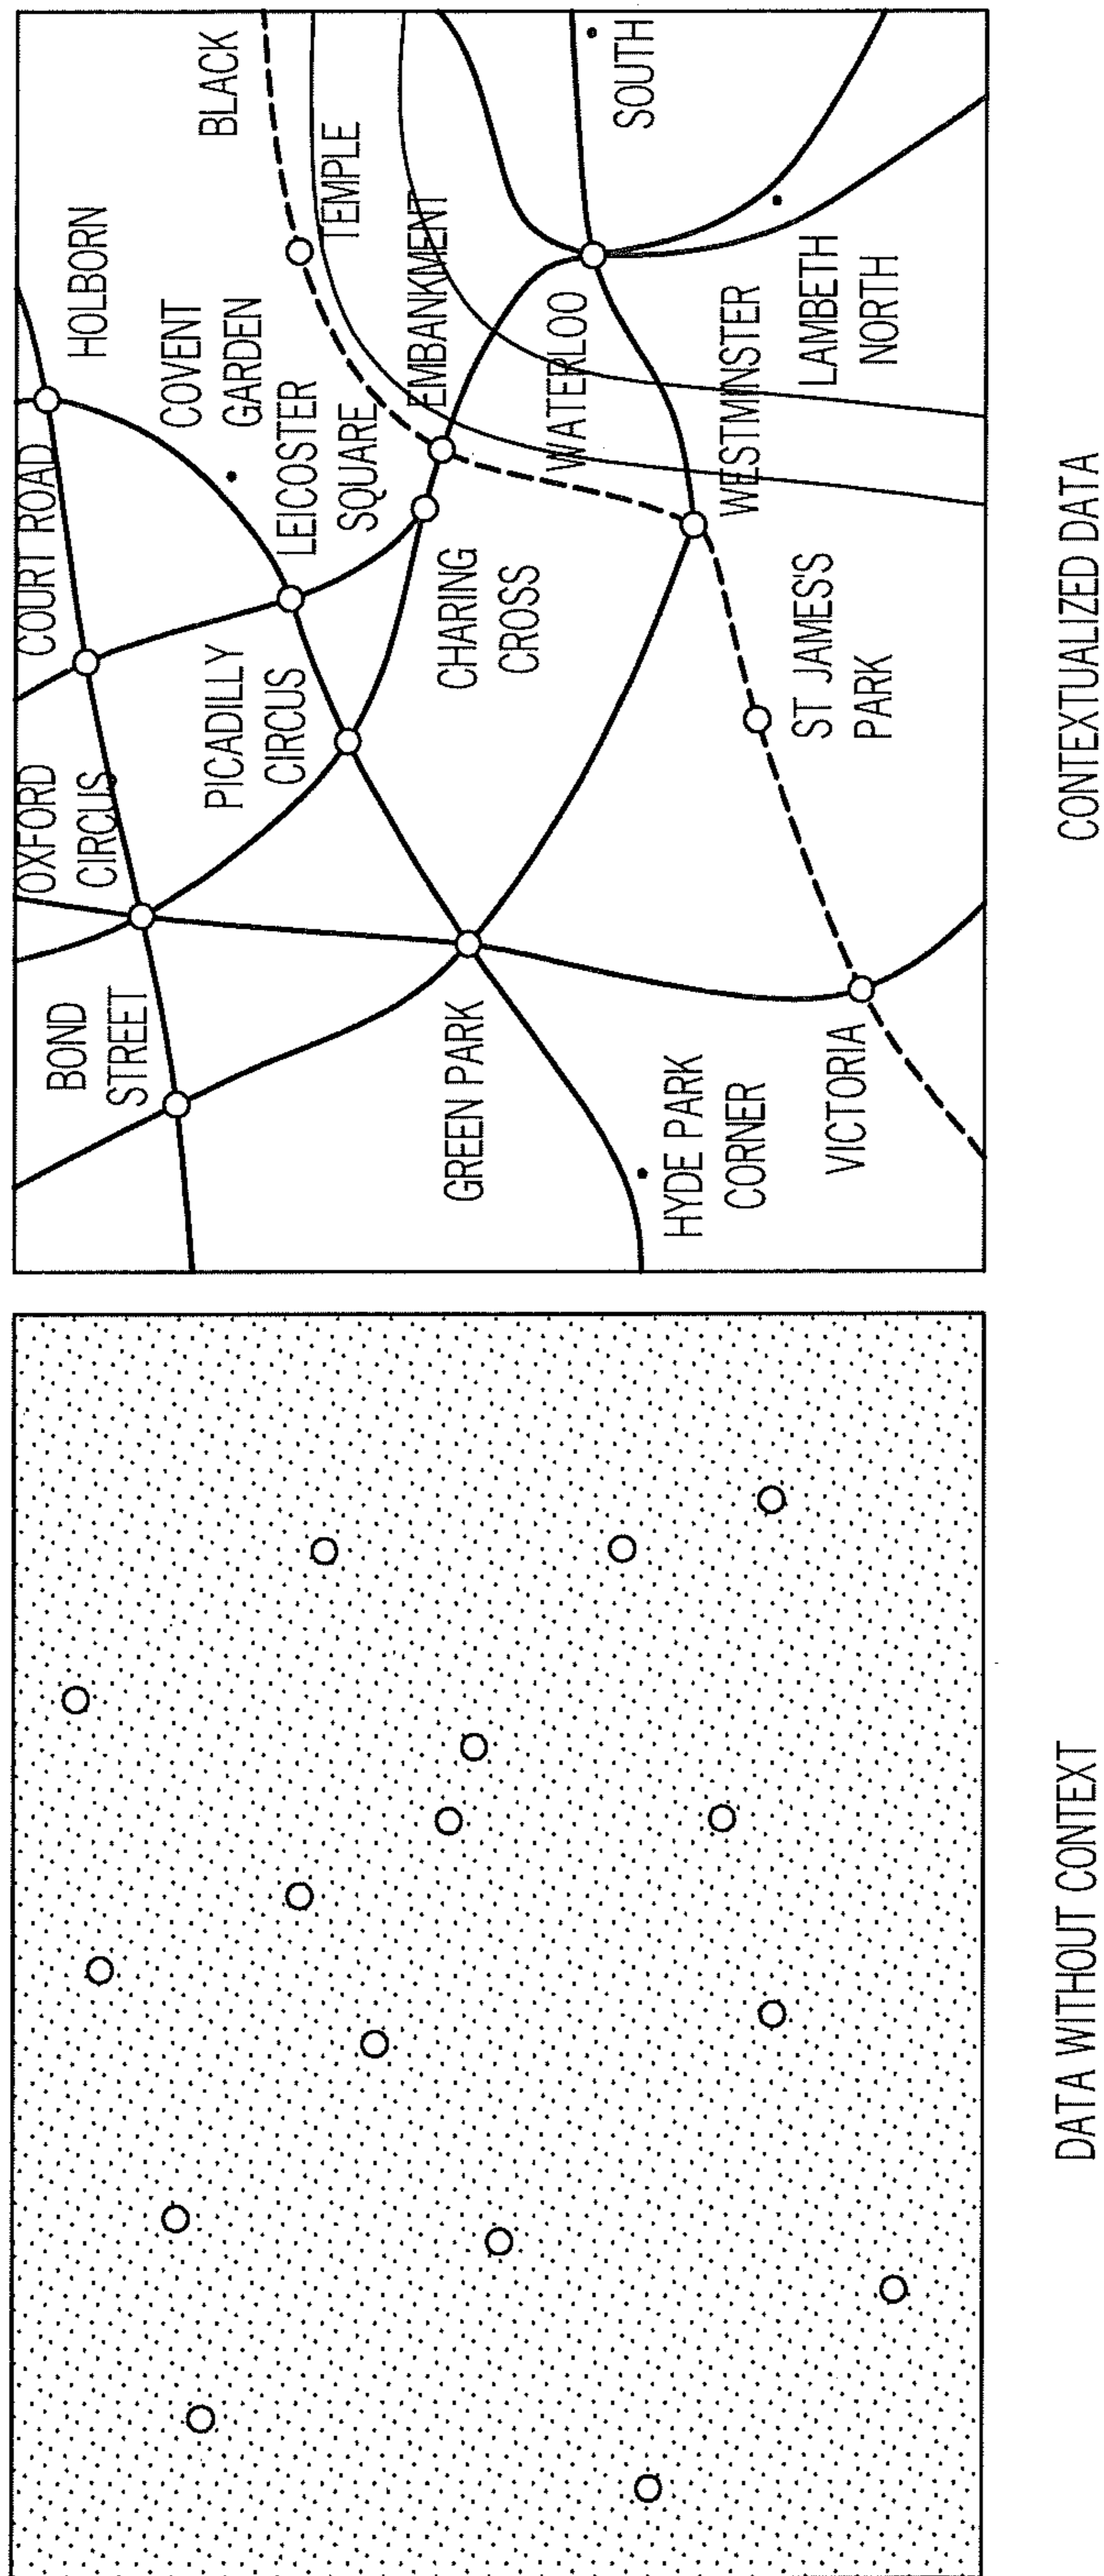 DATA WITHOUT CONTEXT
OXFORD
CIRCUS
COURT ROAD
HOLBORN
BOND
STREET
PICADILLY
CIRCUS
COVENT
GARDEN
LEICOSTER
SQUARE
BLACK
TEMPLE
EMBANKMENT
CHARING
CROSS
GREEN PARK
WATERLOO
SOUTH
HYDE PARK
CORNER
WESTMINSTER
ST JAMES'S
PARK
LAMBETH
NORTH
VICTORIA
CONTEXTUALIZED DATA